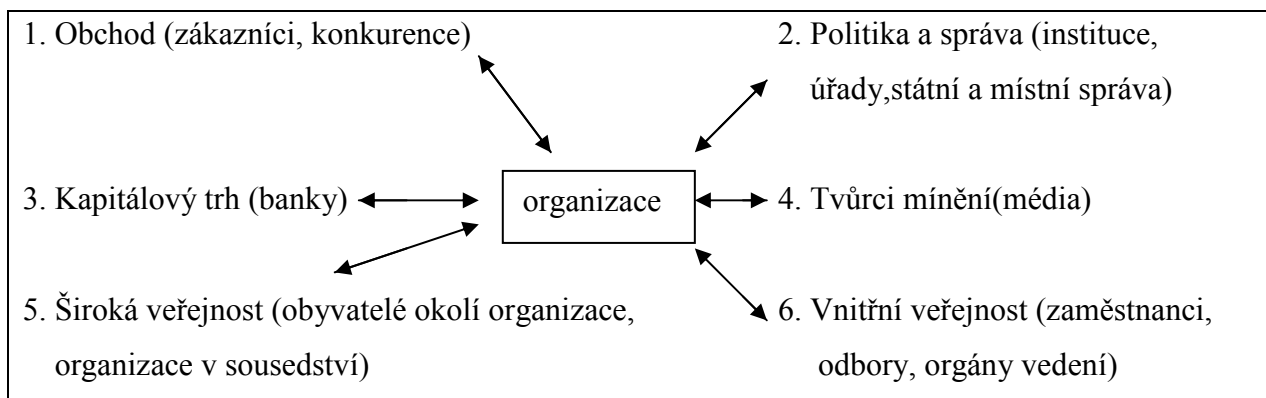 1. Obchod (zákazníci, konkurence)
2. Politika a správa (instituce,
úřady,státní a místní správa)
3. Kapitálový trh (banky)
organizace
4. Tvůrci mínění(média)
5. Široká veřejnost (obyvatelé okolí organizace,
organizace v sousedství)
6. Vnitřní veřejnost (zaměstnanci,
odbory, orgány vedení)